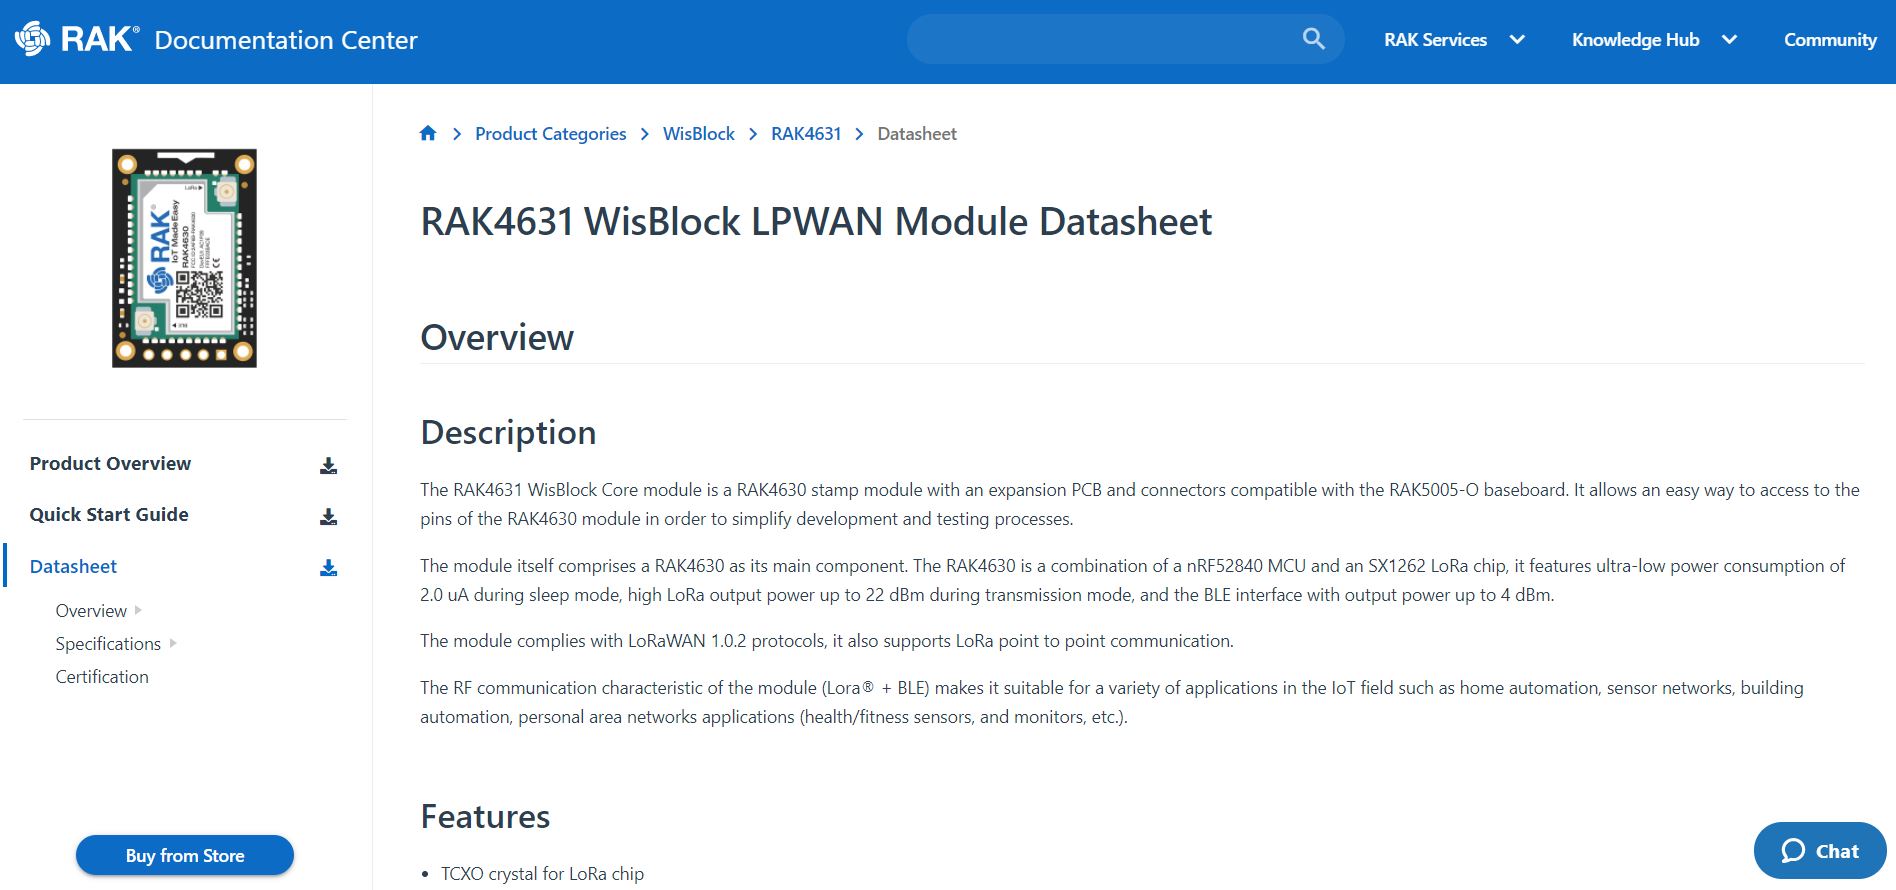 RAK® Documentation Center
RAK Services
Knowledge Hub
Community
LoRa
RAK®
IoT Made Easy
RAK4630
BLE
Product Overview
Quick Start Guide
Datasheet
Overview
Specifications
Certification
Buy from Store
Product Categories
WisBlock
RAK4631
Datasheet
RAK4631 WisBlock LPWAN Module Datasheet
Overview
Description
The RAK4631 WisBlock Core module is a RAK4630 stamp module with an expansion PCB and connectors compatible with the RAK5005-O baseboard. It allows an easy way to access to the
pins of the RAK4630 module in order to simplify development and testing processes.
The module itself comprises a RAK4630 as its main component. The RAK4630 is a combination of a nRF52840 MCU and an SX1262 LoRa chip, it features ultra-low power consumption of
2.0 uA during sleep mode, high LoRa output power up to 22 dBm during transmission mode, and the BLE interface with output power up to 4 dBm.
The module complies with LoRaWAN 1.0.2 protocols, it also supports LoRa point to point communication.
The RF communication characteristic of the module (Lora® + BLE) makes it suitable for a variety of applications in the IoT field such as home automation, sensor networks, building
automation, personal area networks applications (health/fitness sensors, and monitors, etc.).
Features
• TCXO crystal for LoRa chip
Chat